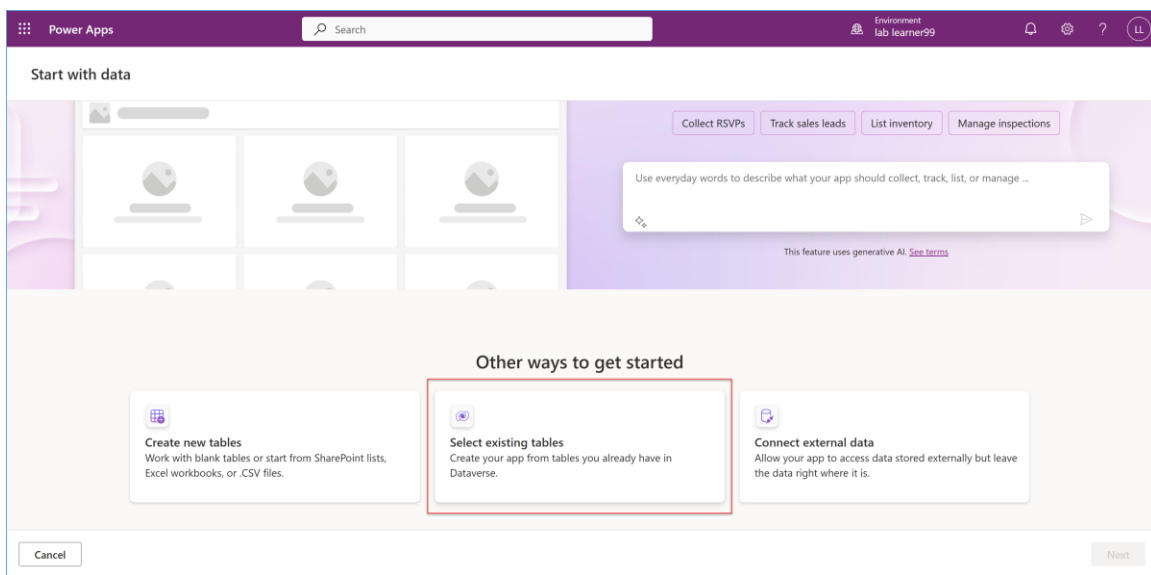 Power Apps
Search
Environment
lab learner99
?
LL
Start with data
Collect RSVPs
Track sales leads
List inventory
Manage inspections
Use everyday words to describe what your app should collect, track, list, or manage ...
This feature uses generative AI. See terms
Other ways to get started
Create new tables
Work with blank tables or start from SharePoint lists,
Excel workbooks, or .CSV files.
Select existing tables
Create your app from tables you already have in
Dataverse.
Connect external data
Allow your app to access data stored externally but leave
the data right where it is.
Cancel
Next